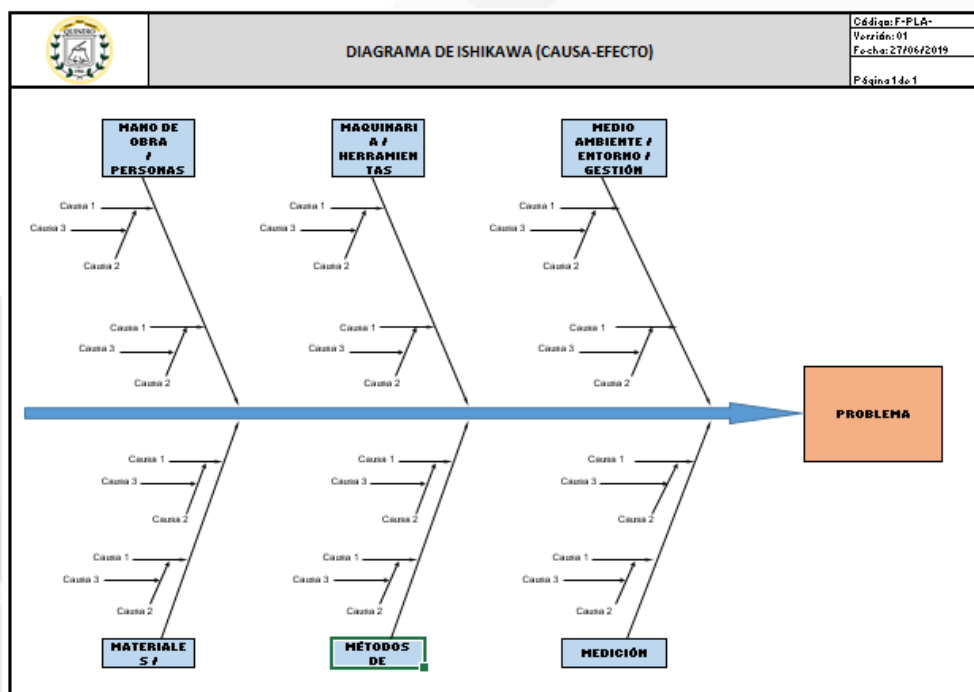 QUINDIO
DIAGRAMA DE ISHIKAWA (CAUSA-EFECTO)
Código: F-PLA-
Versión: 01
Fecha: 27/06/2019
Página 1 de 1
MANO DE
OBRA
/
PERSONAS
MAQUINARI
A /
HERRAMIEN
TAS
MEDIO
AMBIENTE /
ENTORNO /
GESTIÓN
Causa 1
Causa 3
Causa 2
Causa 1
Causa 3
Causa 2
Causa 1
Causa 3
Causa 2
Causa 1
Causa 3
Causa 2
Causa 1
Causa 3
Causa 2
Causa 1
Causa 3
Causa 2
PROBLEMA
Causa 1
Causa 3
Causa 2
Causa 1
Causa 3
Causa 2
Causa 1
Causa 3
Causa 2
Causa 1
Causa 3
Causa 2
Causa 1
Causa 3
Causa 2
Causa 1
Causa 3
Causa 2
MATERIALE
S /
MÉTODOS
DE
MEDICIÓN